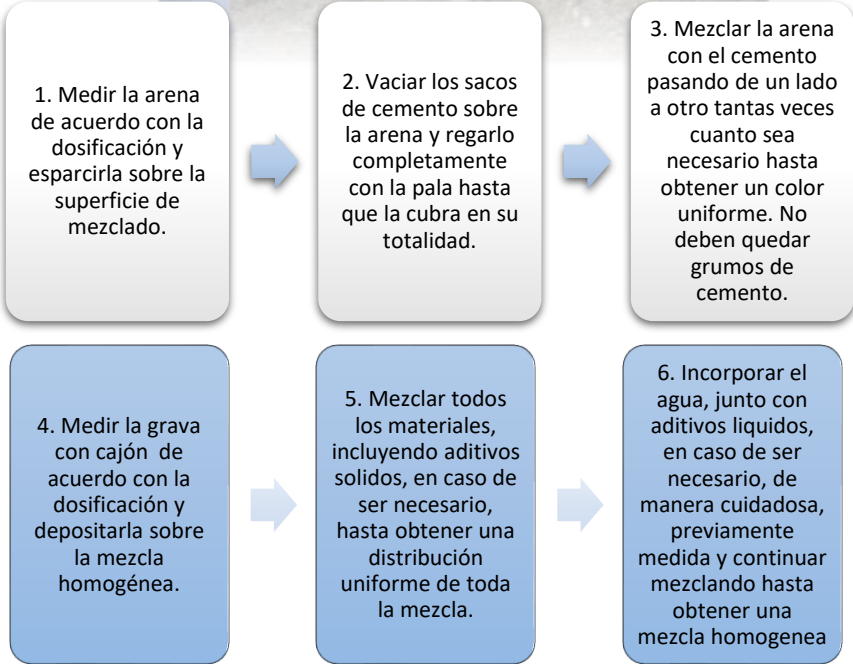 1. Medir la arena
de acuerdo con la
dosificación y
esparcirla sobre la
superficie de
mezclado.
2. Vaciar los sacos
de cemento sobre
la arena y regarlo
completamente
con la pala hasta
que la cubra en su
totalidad.
3. Mezclar la arena
con el cemento
pasando de un lado
a otro tantas veces
cuanto sea
necesario hasta
obtener un color
uniforme. No
deben quedar
grumos de
cemento.
4. Medir la grava
con cajón de
acuerdo con la
dosificación y
depositarla sobre
la mezcla
homogénea.
5. Mezclar todos
los materiales,
incluyendo aditivos
solidos, en caso de
ser necesario,
hasta obtener una
distribución
uniforme de toda
la mezcla.
6. Incorporar el
agua, junto con
aditivos liquidos,
en caso de ser
necesario, de
manera cuidadosa,
previamente
medida y continuar
mezclando hasta
obtener una
mezcla homogenea